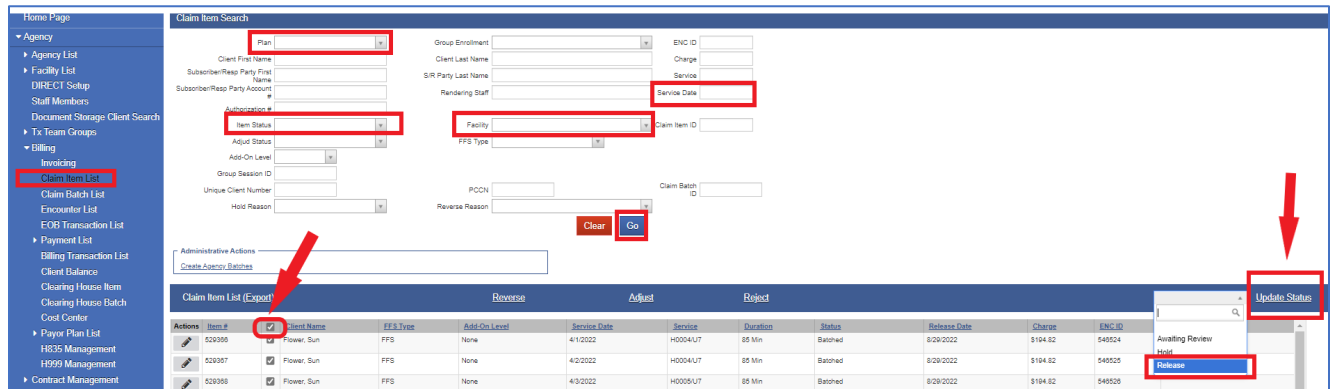 Home Page
Agency
Agency List
Facility List
DIRECT Setup
Staff Members
Document Storage Client Search
Tx Team Groups
Billing
Invoicing
Claim Item List
Claim Batch List
Encounter List
EOB Transaction List
Payment List
Billing Transaction List
Client Balance
Clearing House Item
Clearing House Batch
Cost Center
Payor Plan List
H835 Management
H999 Management
Contract Management
Claim Item Search
Plan Group Enrollment ENC ID
Client First Name Client Last Name Charge
Subscriber/Resp Party First Name S/R Party Last Name Service
Subscriber/Resp Party Account # Rendering Staff Service Date
Authorization #
Item Status Facility Claim Item ID
Adjud Status FFS Type
Add-On Level
Group Session ID
Unique Client Number PCCN Claim Batch ID
Hold Reason Reverse Reason
Clear Go
Administrative Actions
Create Agency Batches
Claim Item List (Export) Reverse Adjust Reject Update Status
Awaiting Review
Hold
Release
Actions Item # Client Name FFS Type Add-On Level Service Date Service Duration Status Release Date Charge ENC ID
529366 Flower, Sun FFS None 4/1/2022 H0004/U7 85 Min Batched 8/29/2022 $194.82 546524
529367 Flower, Sun FFS None 4/2/2022 H0004/U7 85 Min Batched 8/29/2022 $194.82 546525
529368 Flower, Sun FFS None 4/3/2022 H0005/U7 85 Min Batched 8/29/2022 $194.82 546526